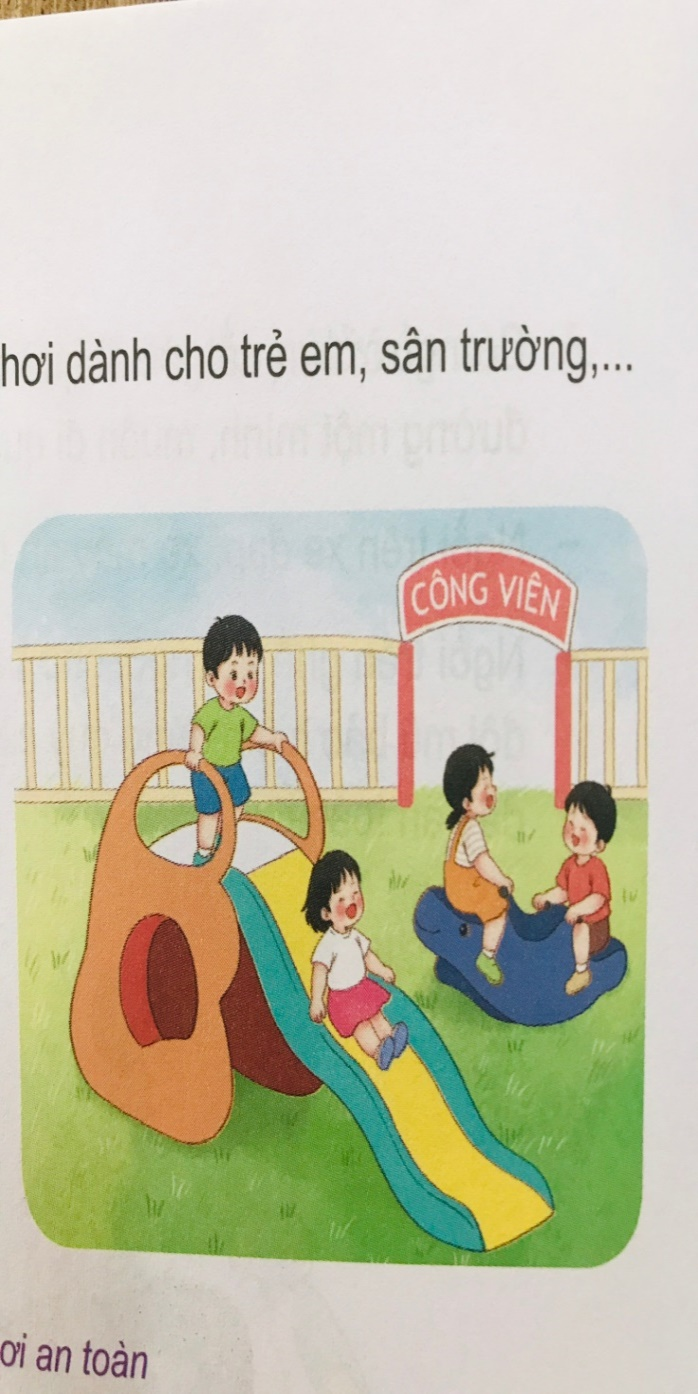 hơi dành cho trẻ em, sân trường,...
CÔNG VIÊN
ơi an toàn